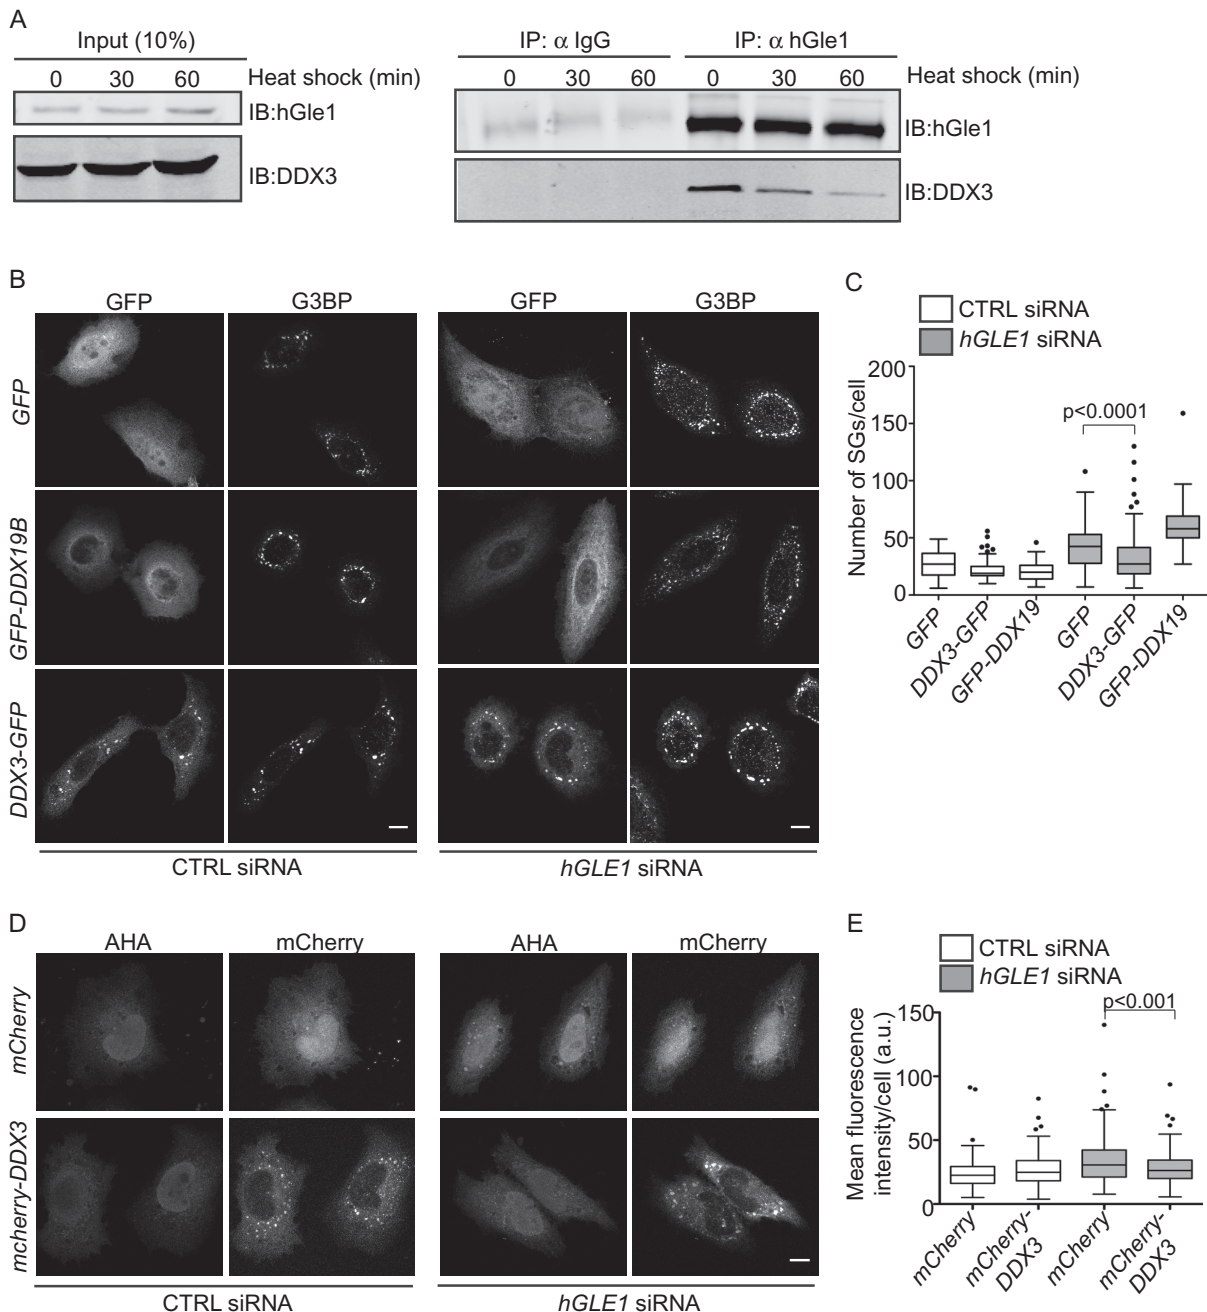 A
Input (10%)
0 30 60 Heat shock (min)
IB:hGle1
IB:DDX3
IP: α IgG IP: α hGle1
0 30 60 0 30 60 Heat shock (min)
IB:hGle1
IB:DDX3
B
GFP G3BP GFP G3BP
GFP
GFP-DDX19B
DDX3-GFP
CTRL siRNA hGLE1 siRNA
C
CTRL siRNA
hGLE1 siRNA
Number of SGs/cell
200
150
100
50
0
p<0.0001
GFP DDX3-GFP GFP-DDX19 GFP DDX3-GFP GFP-DDX19
D
AHA mCherry AHA mCherry
mCherry
mcherry-DDX3
CTRL siRNA hGLE1 siRNA
E
CTRL siRNA
hGLE1 siRNA
Mean fluorescence
intensity/cell (a.u.)
150
100
50
0
p<0.001
mCherry mCherry-
DDX3 mCherry mCherry-
DDX3